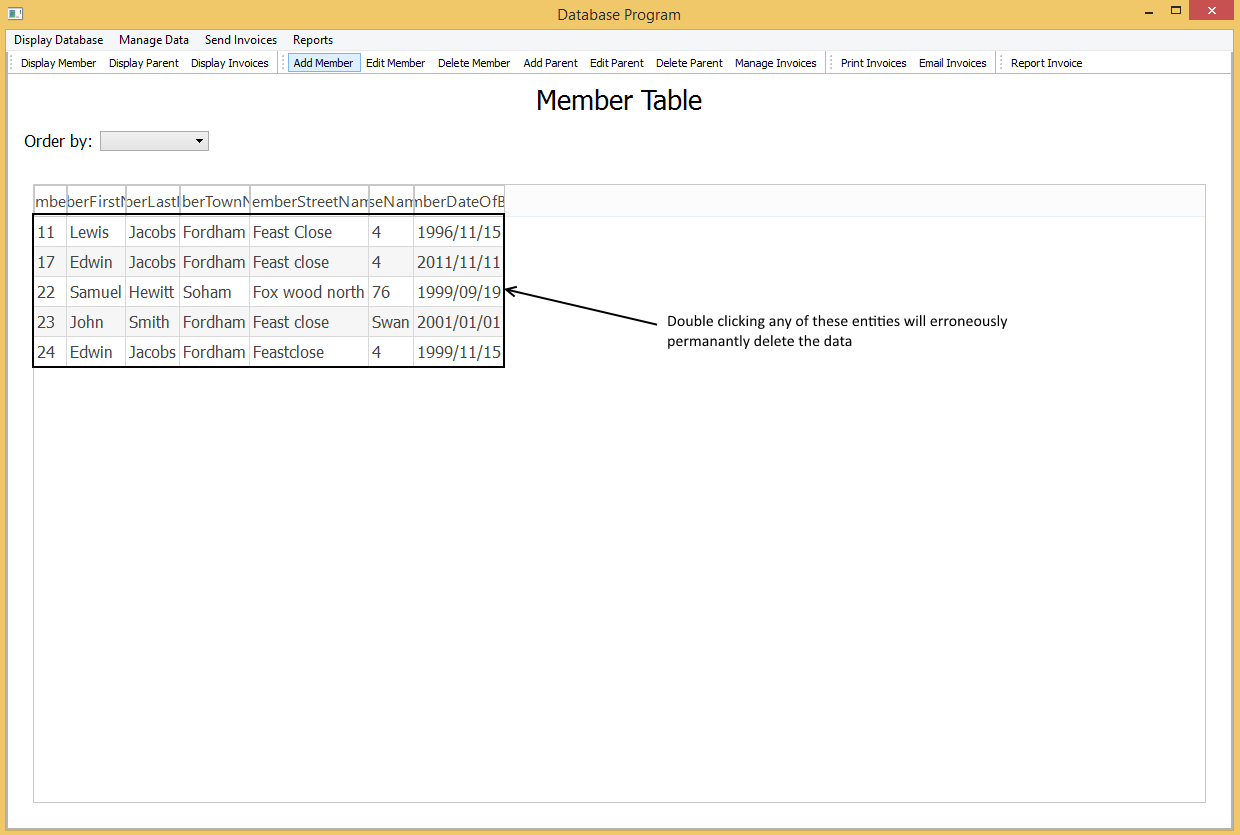 Database Program
Display Database Manage Data Send Invoices Reports
Display Member Display Parent Display Invoices Add Member Edit Member Delete Member Add Parent Edit Parent Delete Parent Manage Invoices Print Invoices Email Invoices Report Invoice
Member Table
Order by:
mbe berFirstN berLastI berTownN emberStreetNam seNam mberDateOfB
11 Lewis Jacobs Fordham Feast Close 4 1996/11/15
17 Edwin Jacobs Fordham Feast close 4 2011/11/11
22 Samuel Hewitt Soham Fox wood north 76 1999/09/19
23 John Smith Fordham Feast close Swan 2001/01/01
24 Edwin Jacobs Fordham Feastclose 4 1999/11/15
Double clicking any of these entities will erroneously
permanantly delete the data